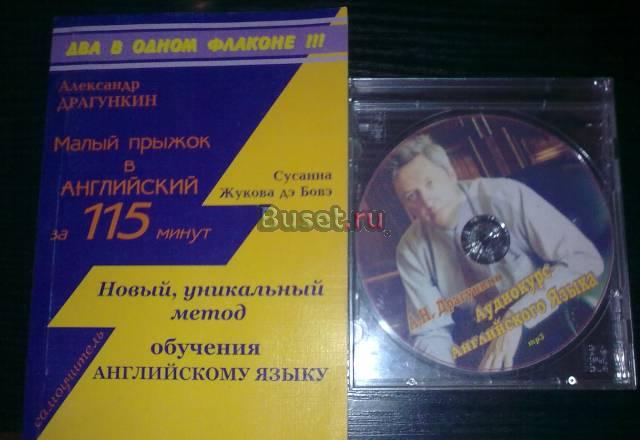 ДВА В ОДНОМ ФЛАКОНЕ !!!
Александр
ДРАГУНКИН
Малый прыжок
в
АНГЛИЙСКИЙ
за 115 минут
Сусанна
Жукова дэ Бовэ
Buset.ru
Новый, уникальный
метод
обучения
АНГЛИЙСКОМУ ЯЗЫКУ
самоучитель
А.Н. Драгункин
Аудиокурс
Английского Языка
mp3